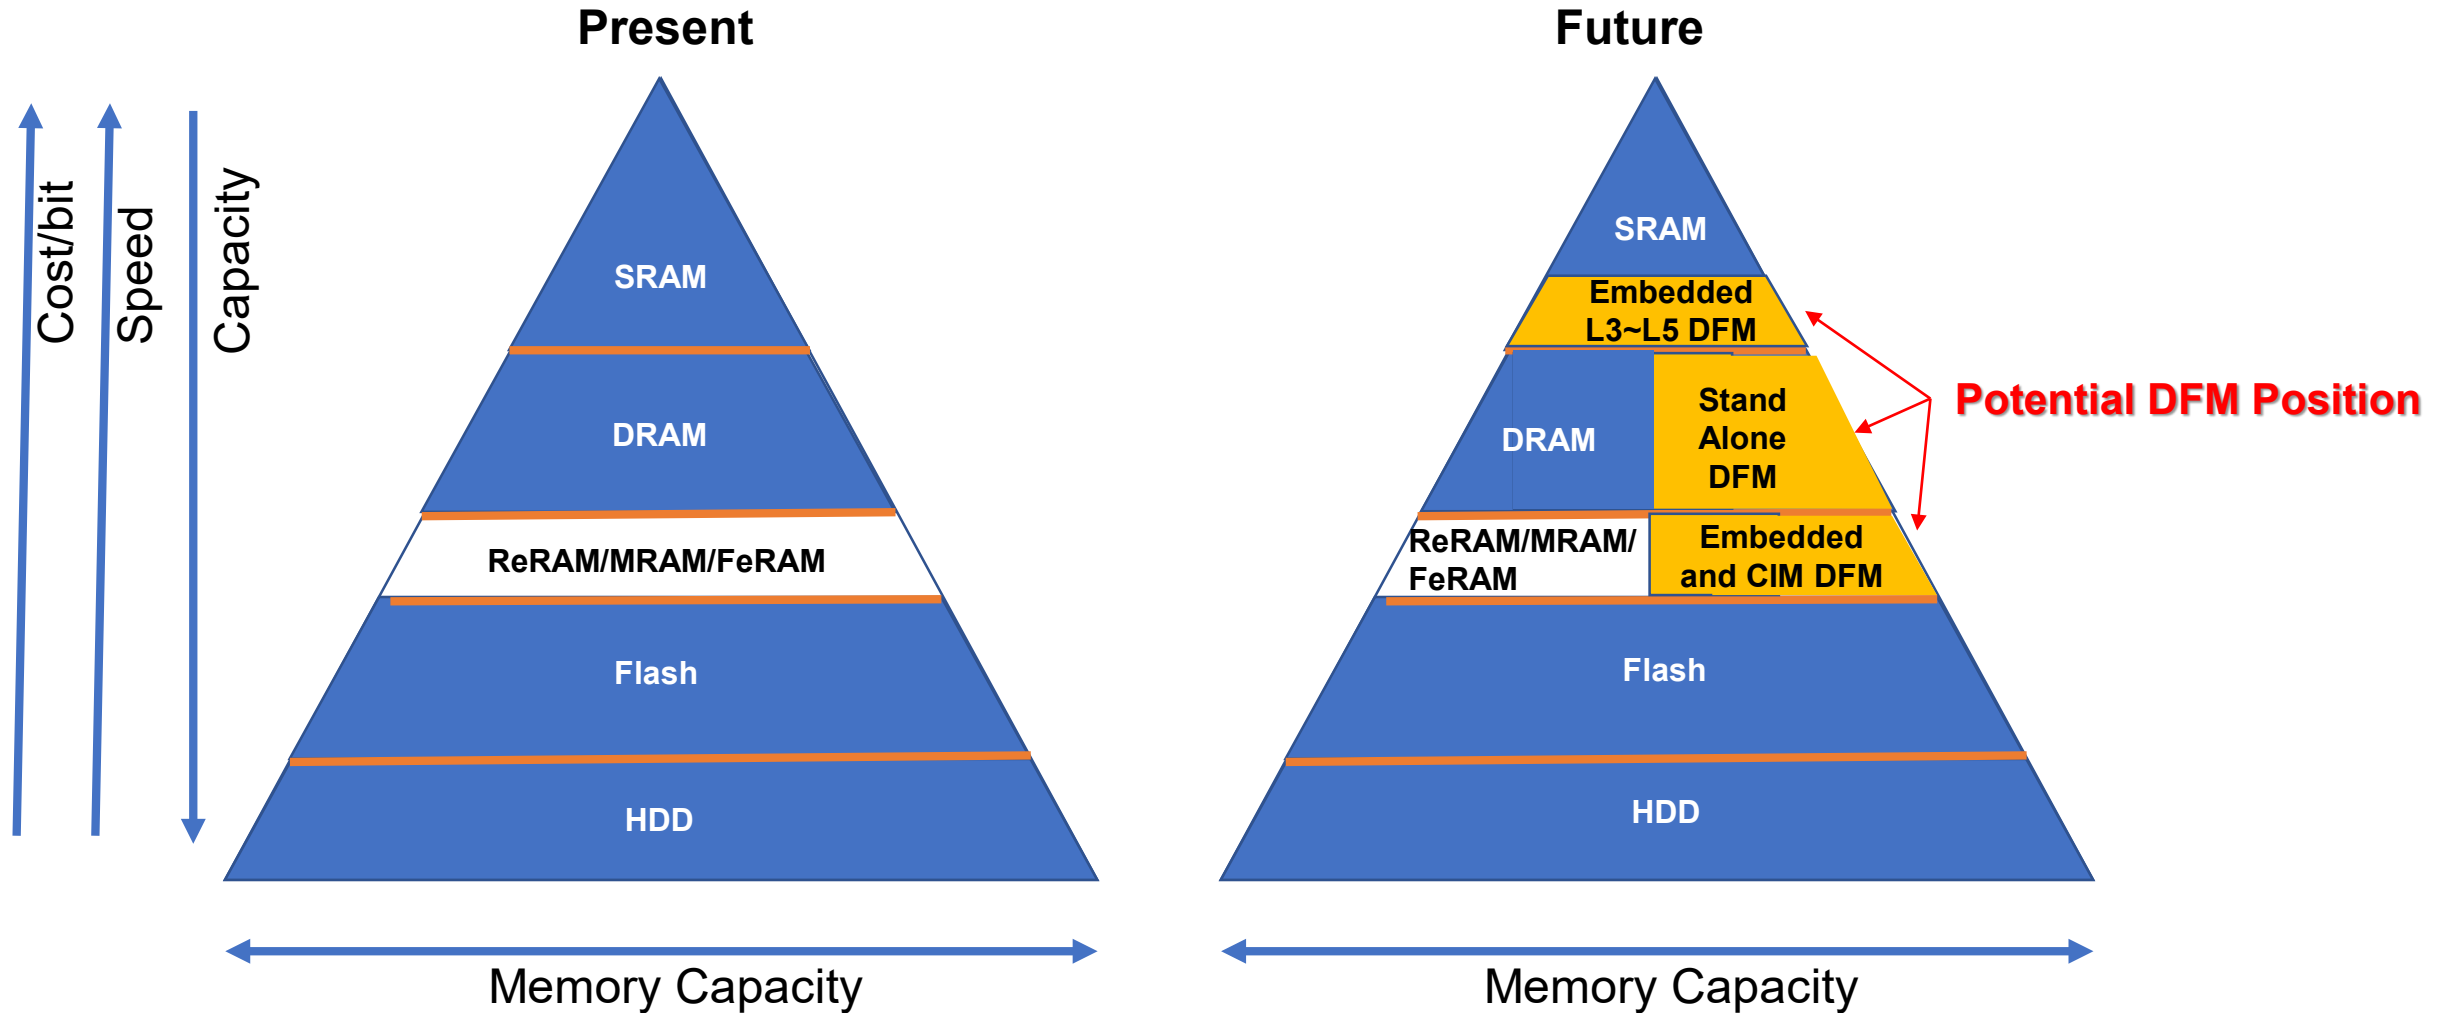 Present
Future
Cost/bit
Speed
Capacity
SRAM
DRAM
ReRAM/MRAM/FeRAM
Flash
HDD
Memory Capacity
SRAM
Embedded
L3~L5 DFM
DRAM
Stand
Alone
DFM
Potential DFM Position
ReRAM/MRAM/
FeRAM
Embedded
and CIM DFM
Flash
HDD
Memory Capacity